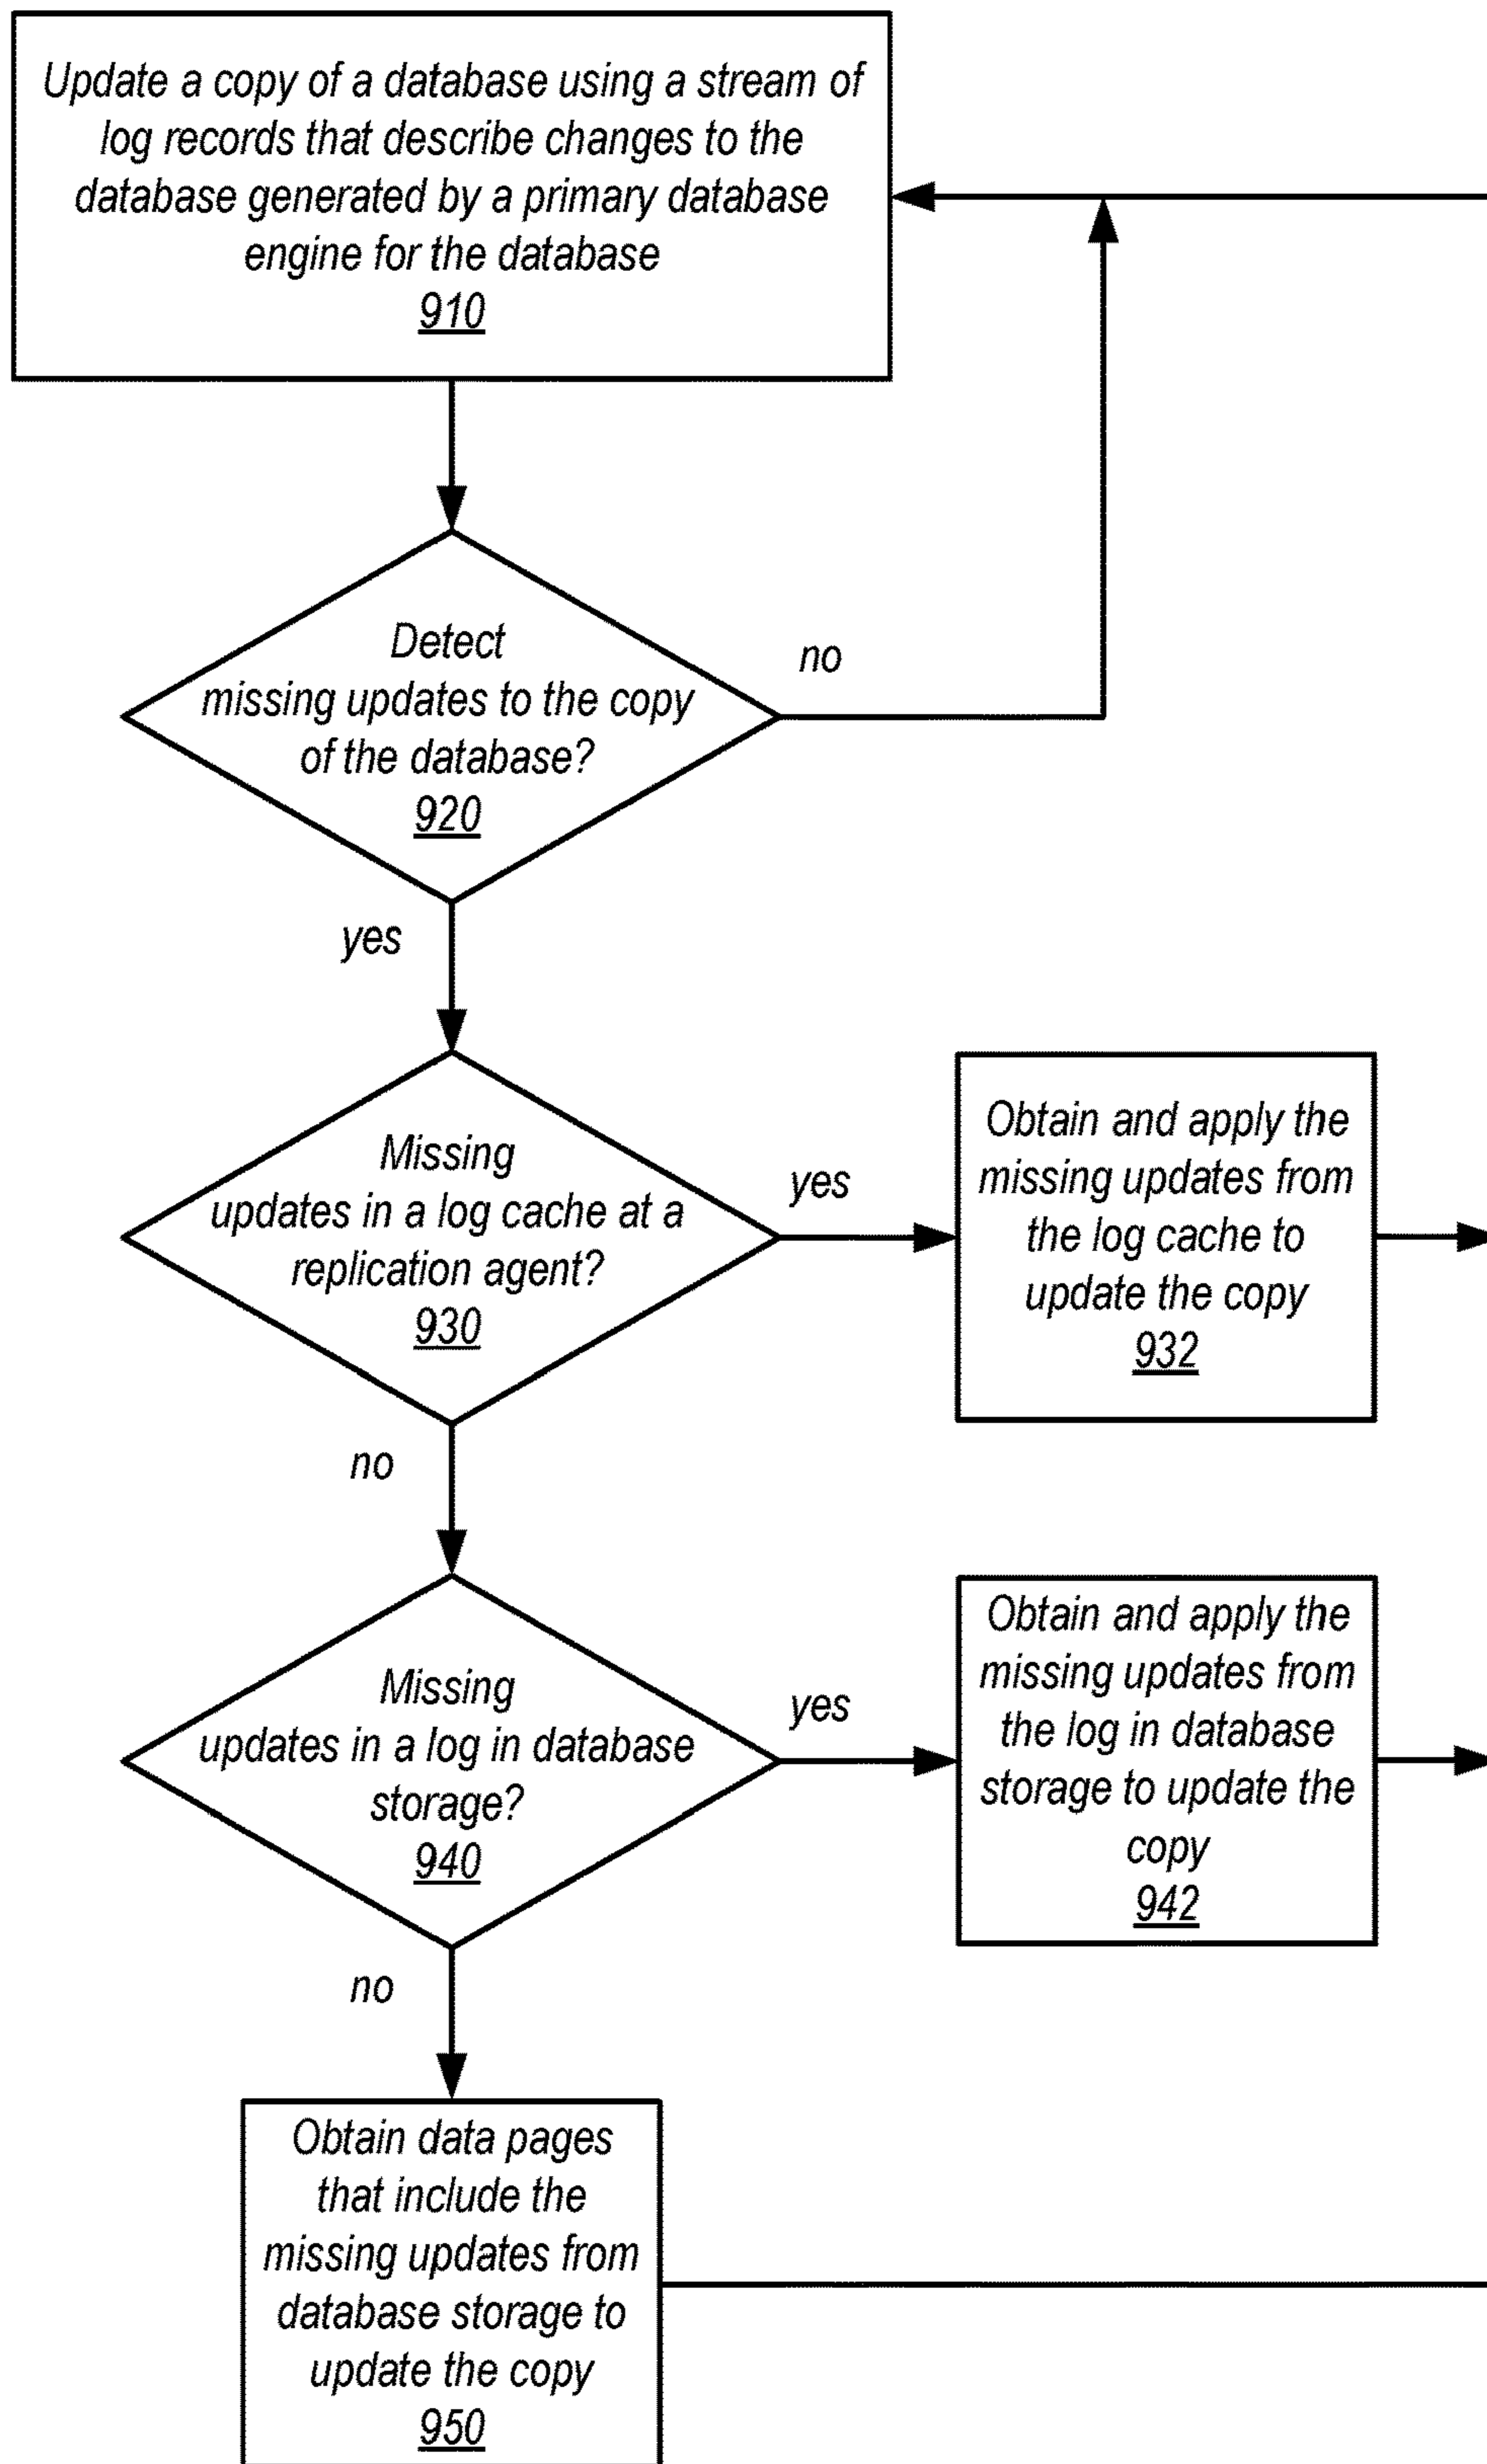 Update a copy of a database using a stream of
log records that describe changes to the
database generated by a primary database
engine for the database
910
Detect
missing updates to the copy
of the database?
920
no
yes
Missing
updates in a log cache at a
replication agent?
930
yes
Obtain and apply the
missing updates from
the log cache to
update the copy
932
no
Missing
updates in a log in database
storage?
940
yes
Obtain and apply the
missing updates from
the log in database
storage to update the
copy
942
no
Obtain data pages
that include the
missing updates from
database storage to
update the copy
950